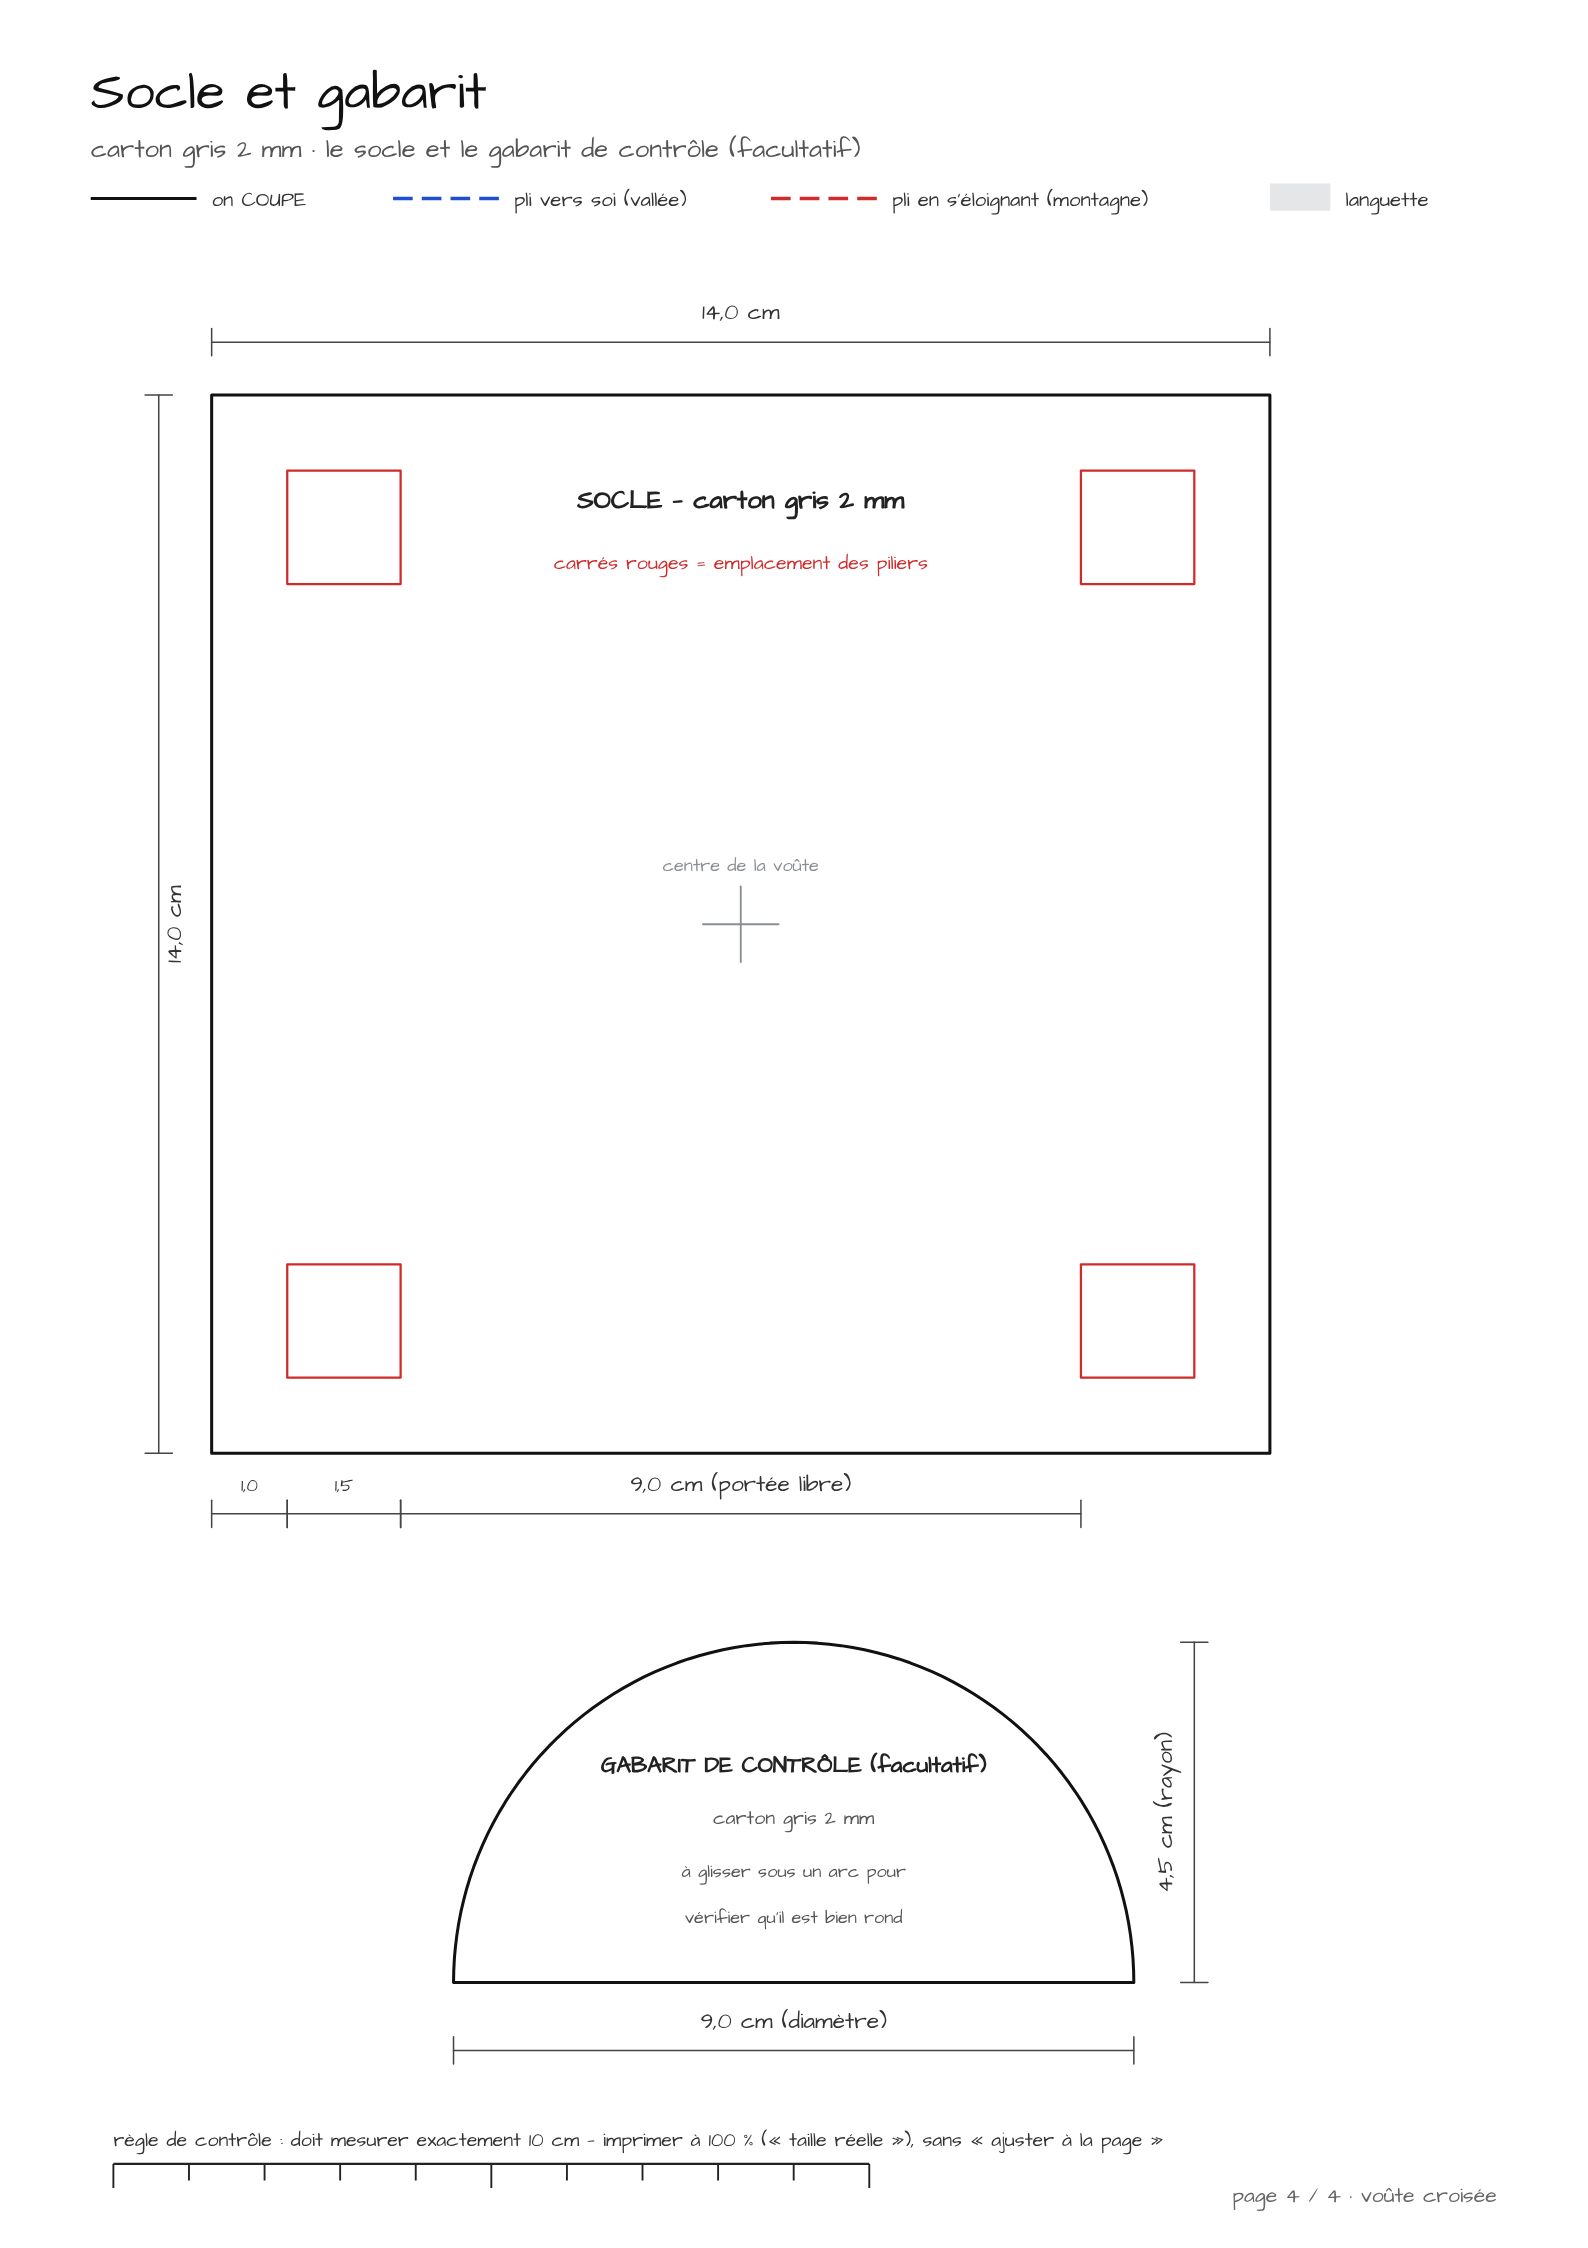 Socle et gabarit
carton gris 2 mm · le socle et le gabarit de contrôle (facultatif)
on COUPE
pli vers soi (vallée)
pli en s'éloignant (montagne)
languette
14,0 cm
SOCLE - carton gris 2 mm
carrés rouges = emplacement des piliers
centre de la voûte
14,0 cm
1,0
1,5
9,0 cm (portée libre)
GABARIT DE CONTRÔLE (facultatif)
carton gris 2 mm
à glisser sous un arc pour
vérifier qu'il est bien rond
4,5 cm (rayon)
9,0 cm (diamètre)
règle de contrôle : doit mesurer exactement 10 cm - imprimer à 100 % (« taille réelle »), sans « ajuster à la page »
page 4 / 4 · voûte croisée